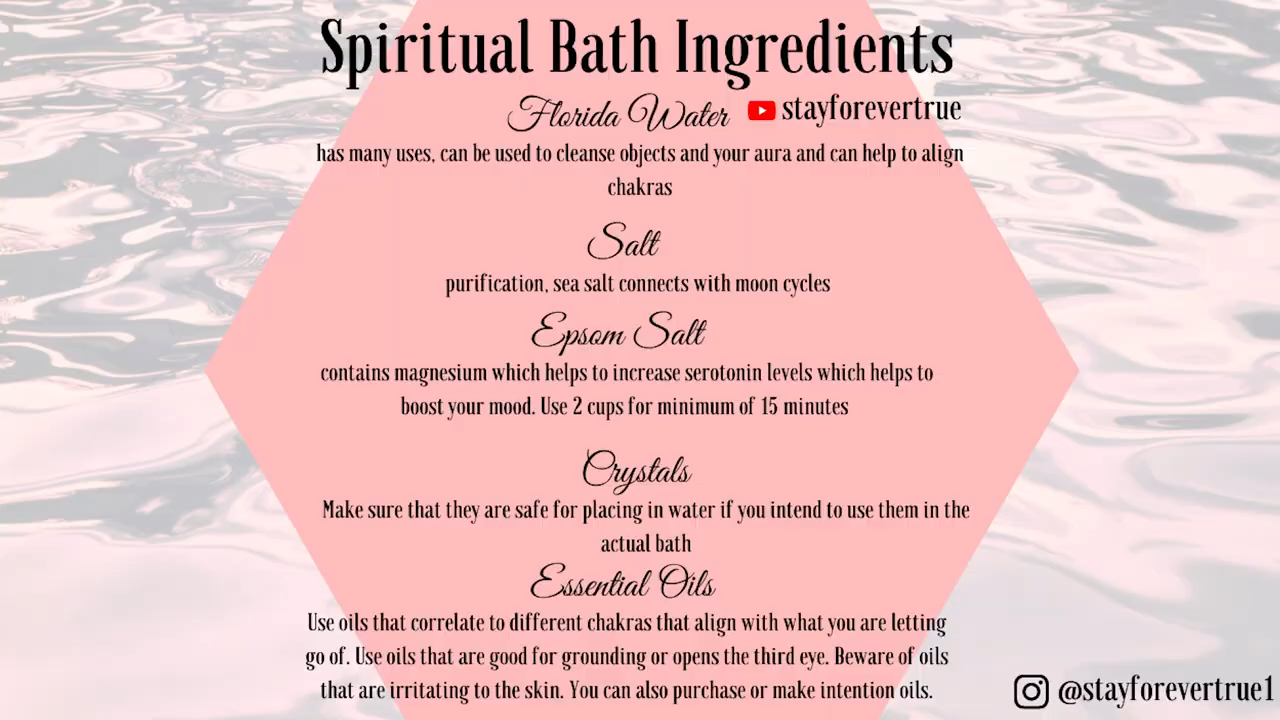 Spiritual Bath Ingredients
Florida Water
stayforevertrue
has many uses, can be used to cleanse objects and your aura and can help to align
chakras
Salt
purification, sea salt connects with moon cycles
Epsom Salt
contains magnesium which helps to increase serotonin levels which helps to
boost your mood. Use 2 cups for minimum of 15 minutes
Crystals
Make sure that they are safe for placing in water if you intend to use them in the
actual bath
Essential Oils
Use oils that correlate to different chakras that align with what you are letting
go of. Use oils that are good for grounding or opens the third eye. Beware of oils
that are irritating to the skin. You can also purchase or make intention oils.
@stayforevertrue1